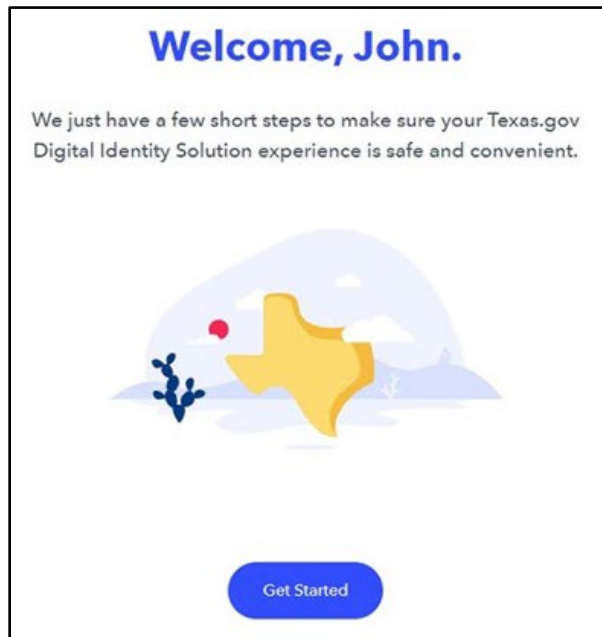 Welcome, John.
We just have a few short steps to make sure your Texas.gov
Digital Identity Solution experience is safe and convenient.
Get Started